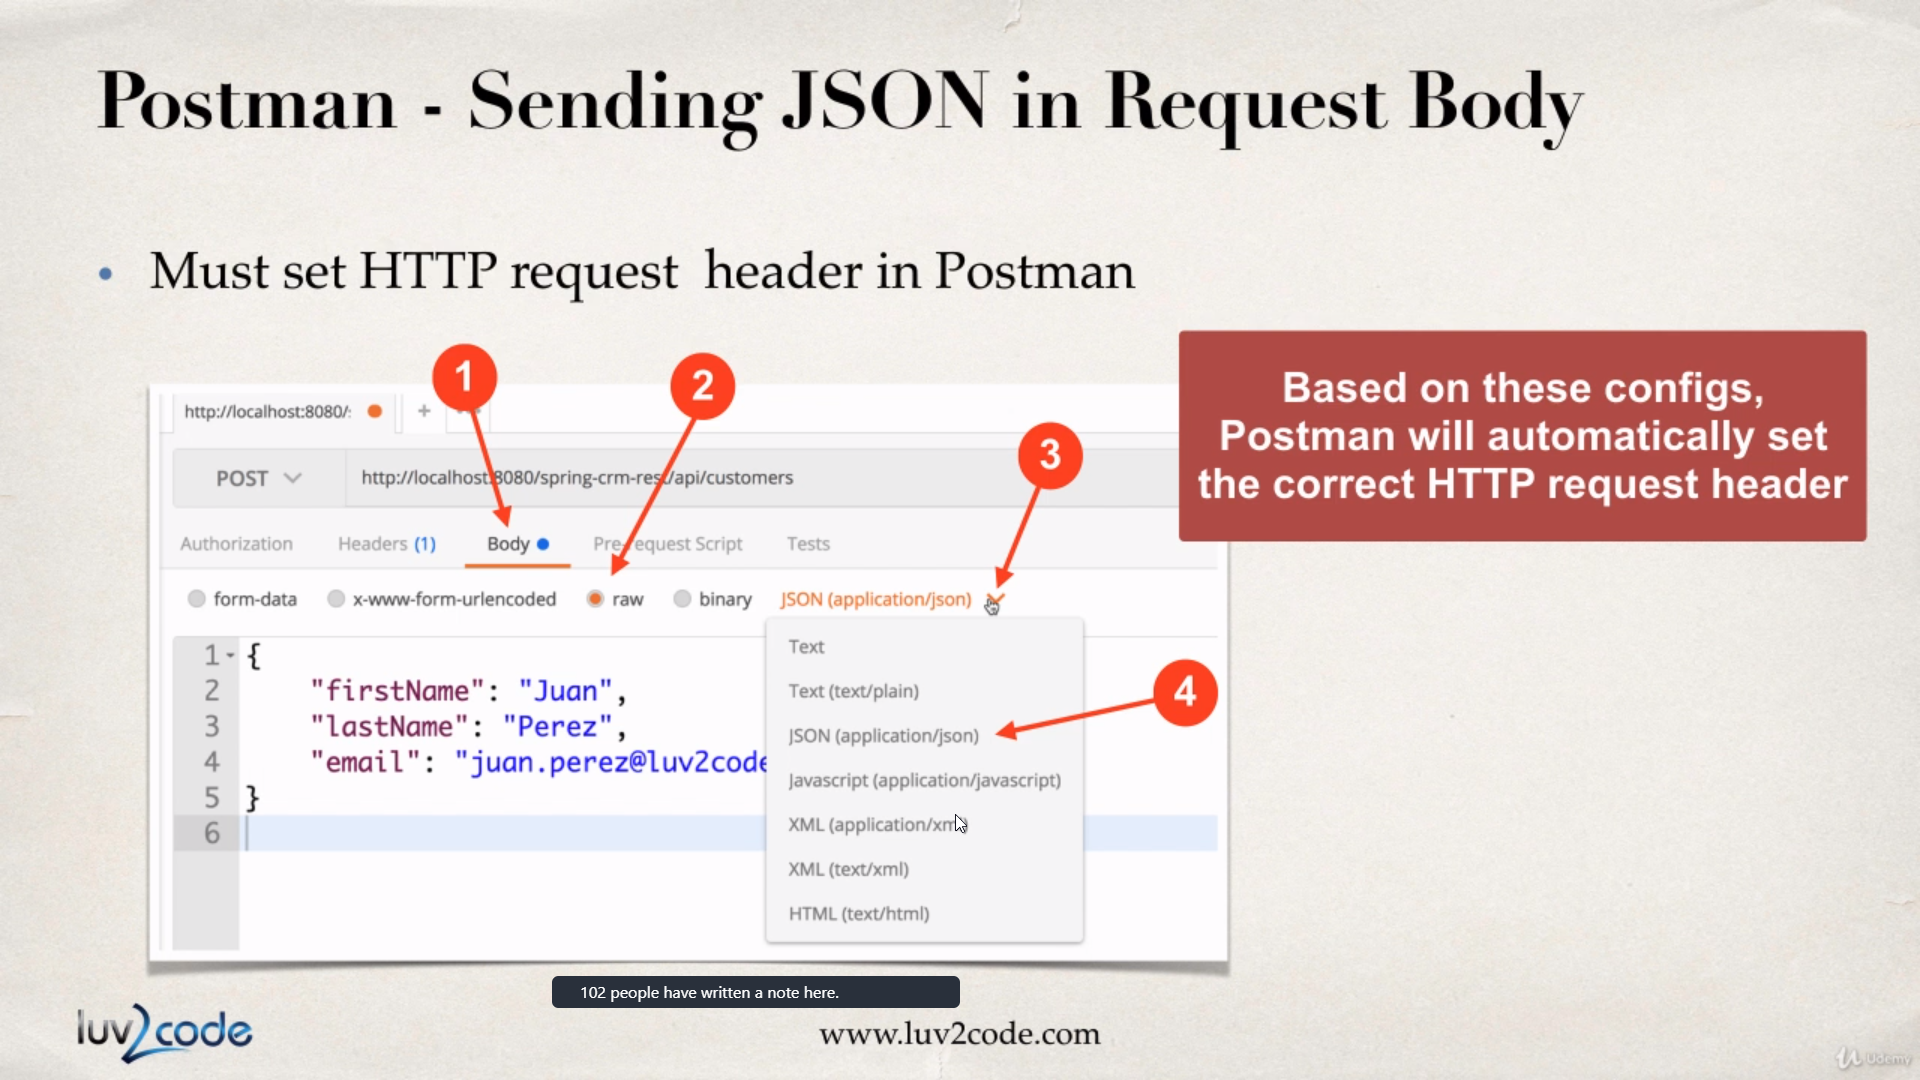 Postman - Sending JSON in Request Body
• Must set HTTP request header in Postman
1
2
3
4
Based on these configs,
Postman will automatically set
the correct HTTP request header
http://localhost:8080/
+
POST
http://localhost:8080/spring-crm-rest/api/customers
Authorization Headers (1) Body Pre-request Script Tests
form-data x-www-form-urlencoded raw binary JSON (application/json)
1 {
2 "firstName": "Juan",
3 "lastName": "Perez",
4 "email": "juan.perez@luv2code
5 }
6
Text
Text (text/plain)
JSON (application/json)
Javascript (application/javascript)
XML (application/xml)
XML (text/xml)
HTML (text/html)
102 people have written a note here.
luv2code
www.luv2code.com
Udemy